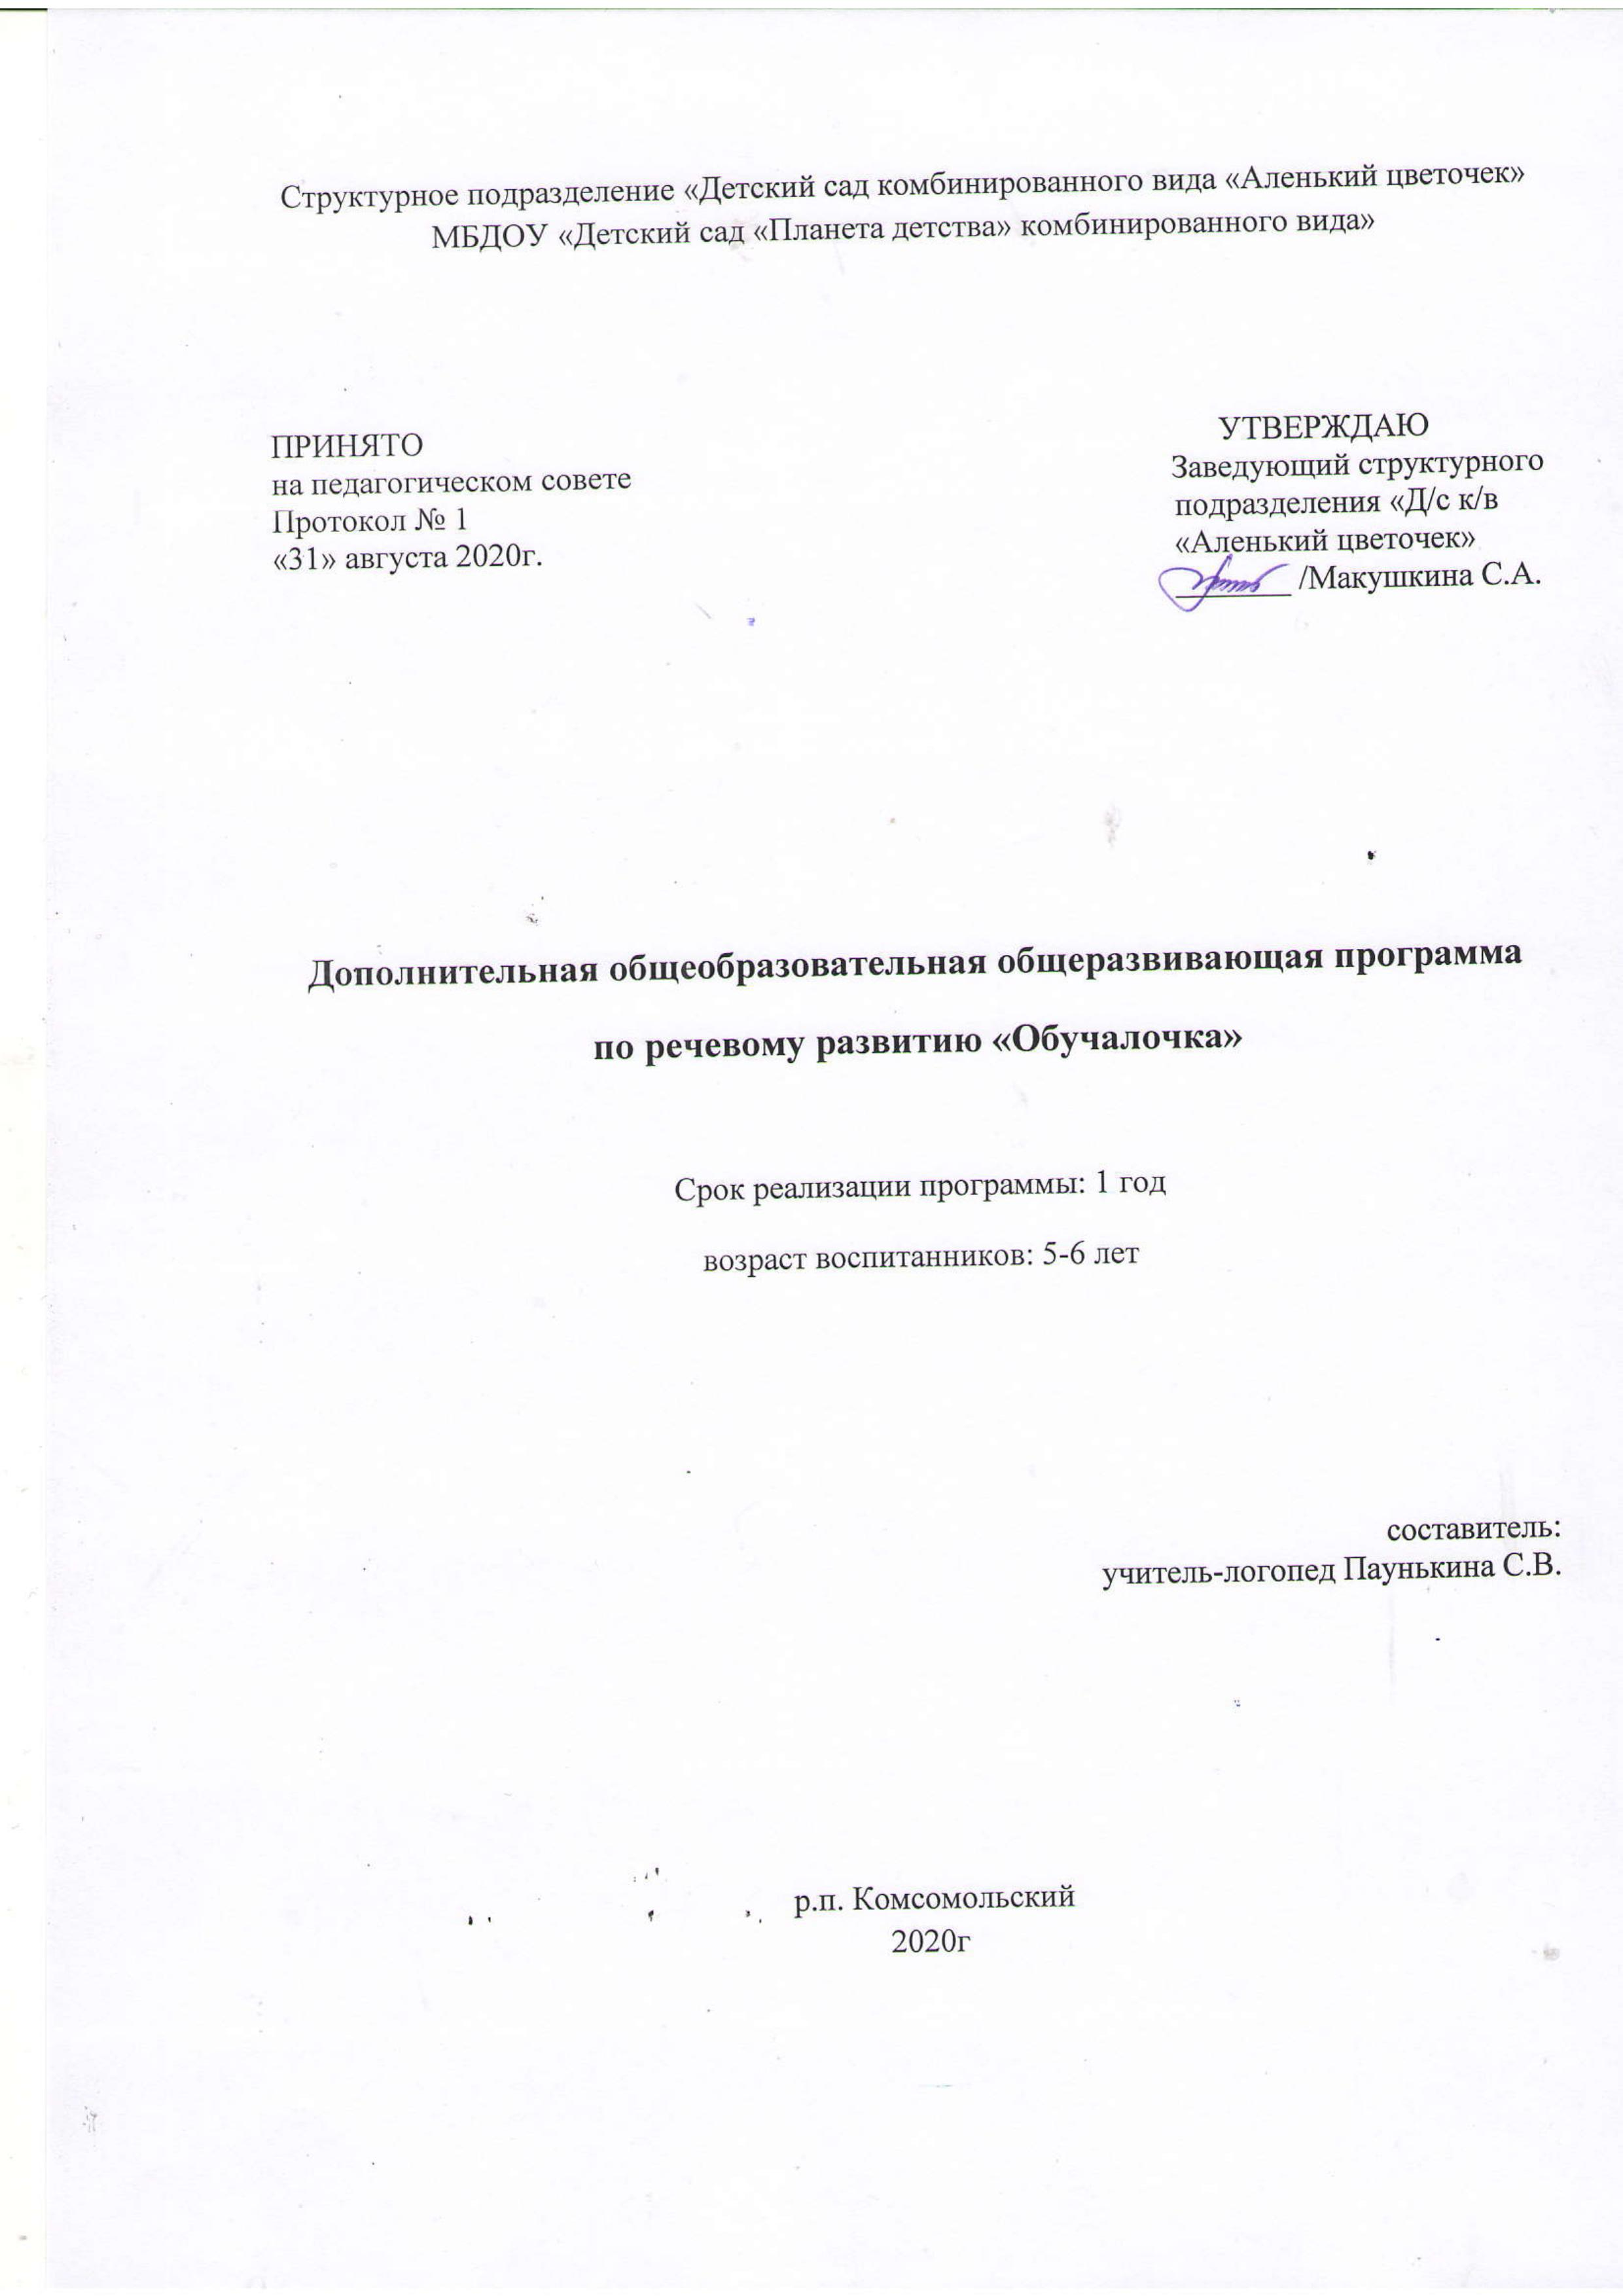 Структурное подразделение «Детский сад комбинированного вида «Аленький цветочек»
МБДОУ «Детский сад «Планета детства» комбинированного вида»
ПРИНЯТО
на педагогическом совете
Протокол № 1
«31» августа 2020г.
УТВЕРЖДАЮ
Заведующий структурного
подразделения «Д/с к/в
«Аленький цветочек»
________ /Макушкина С.А.
Дополнительная общеобразовательная общеразвивающая программа
по речевому развитию «Обучалочка»
Срок реализации программы: 1 год
возраст воспитанников: 5-6 лет
составитель:
учитель-логопед Паунькина С.В.
р.п. Комсомольский
2020г